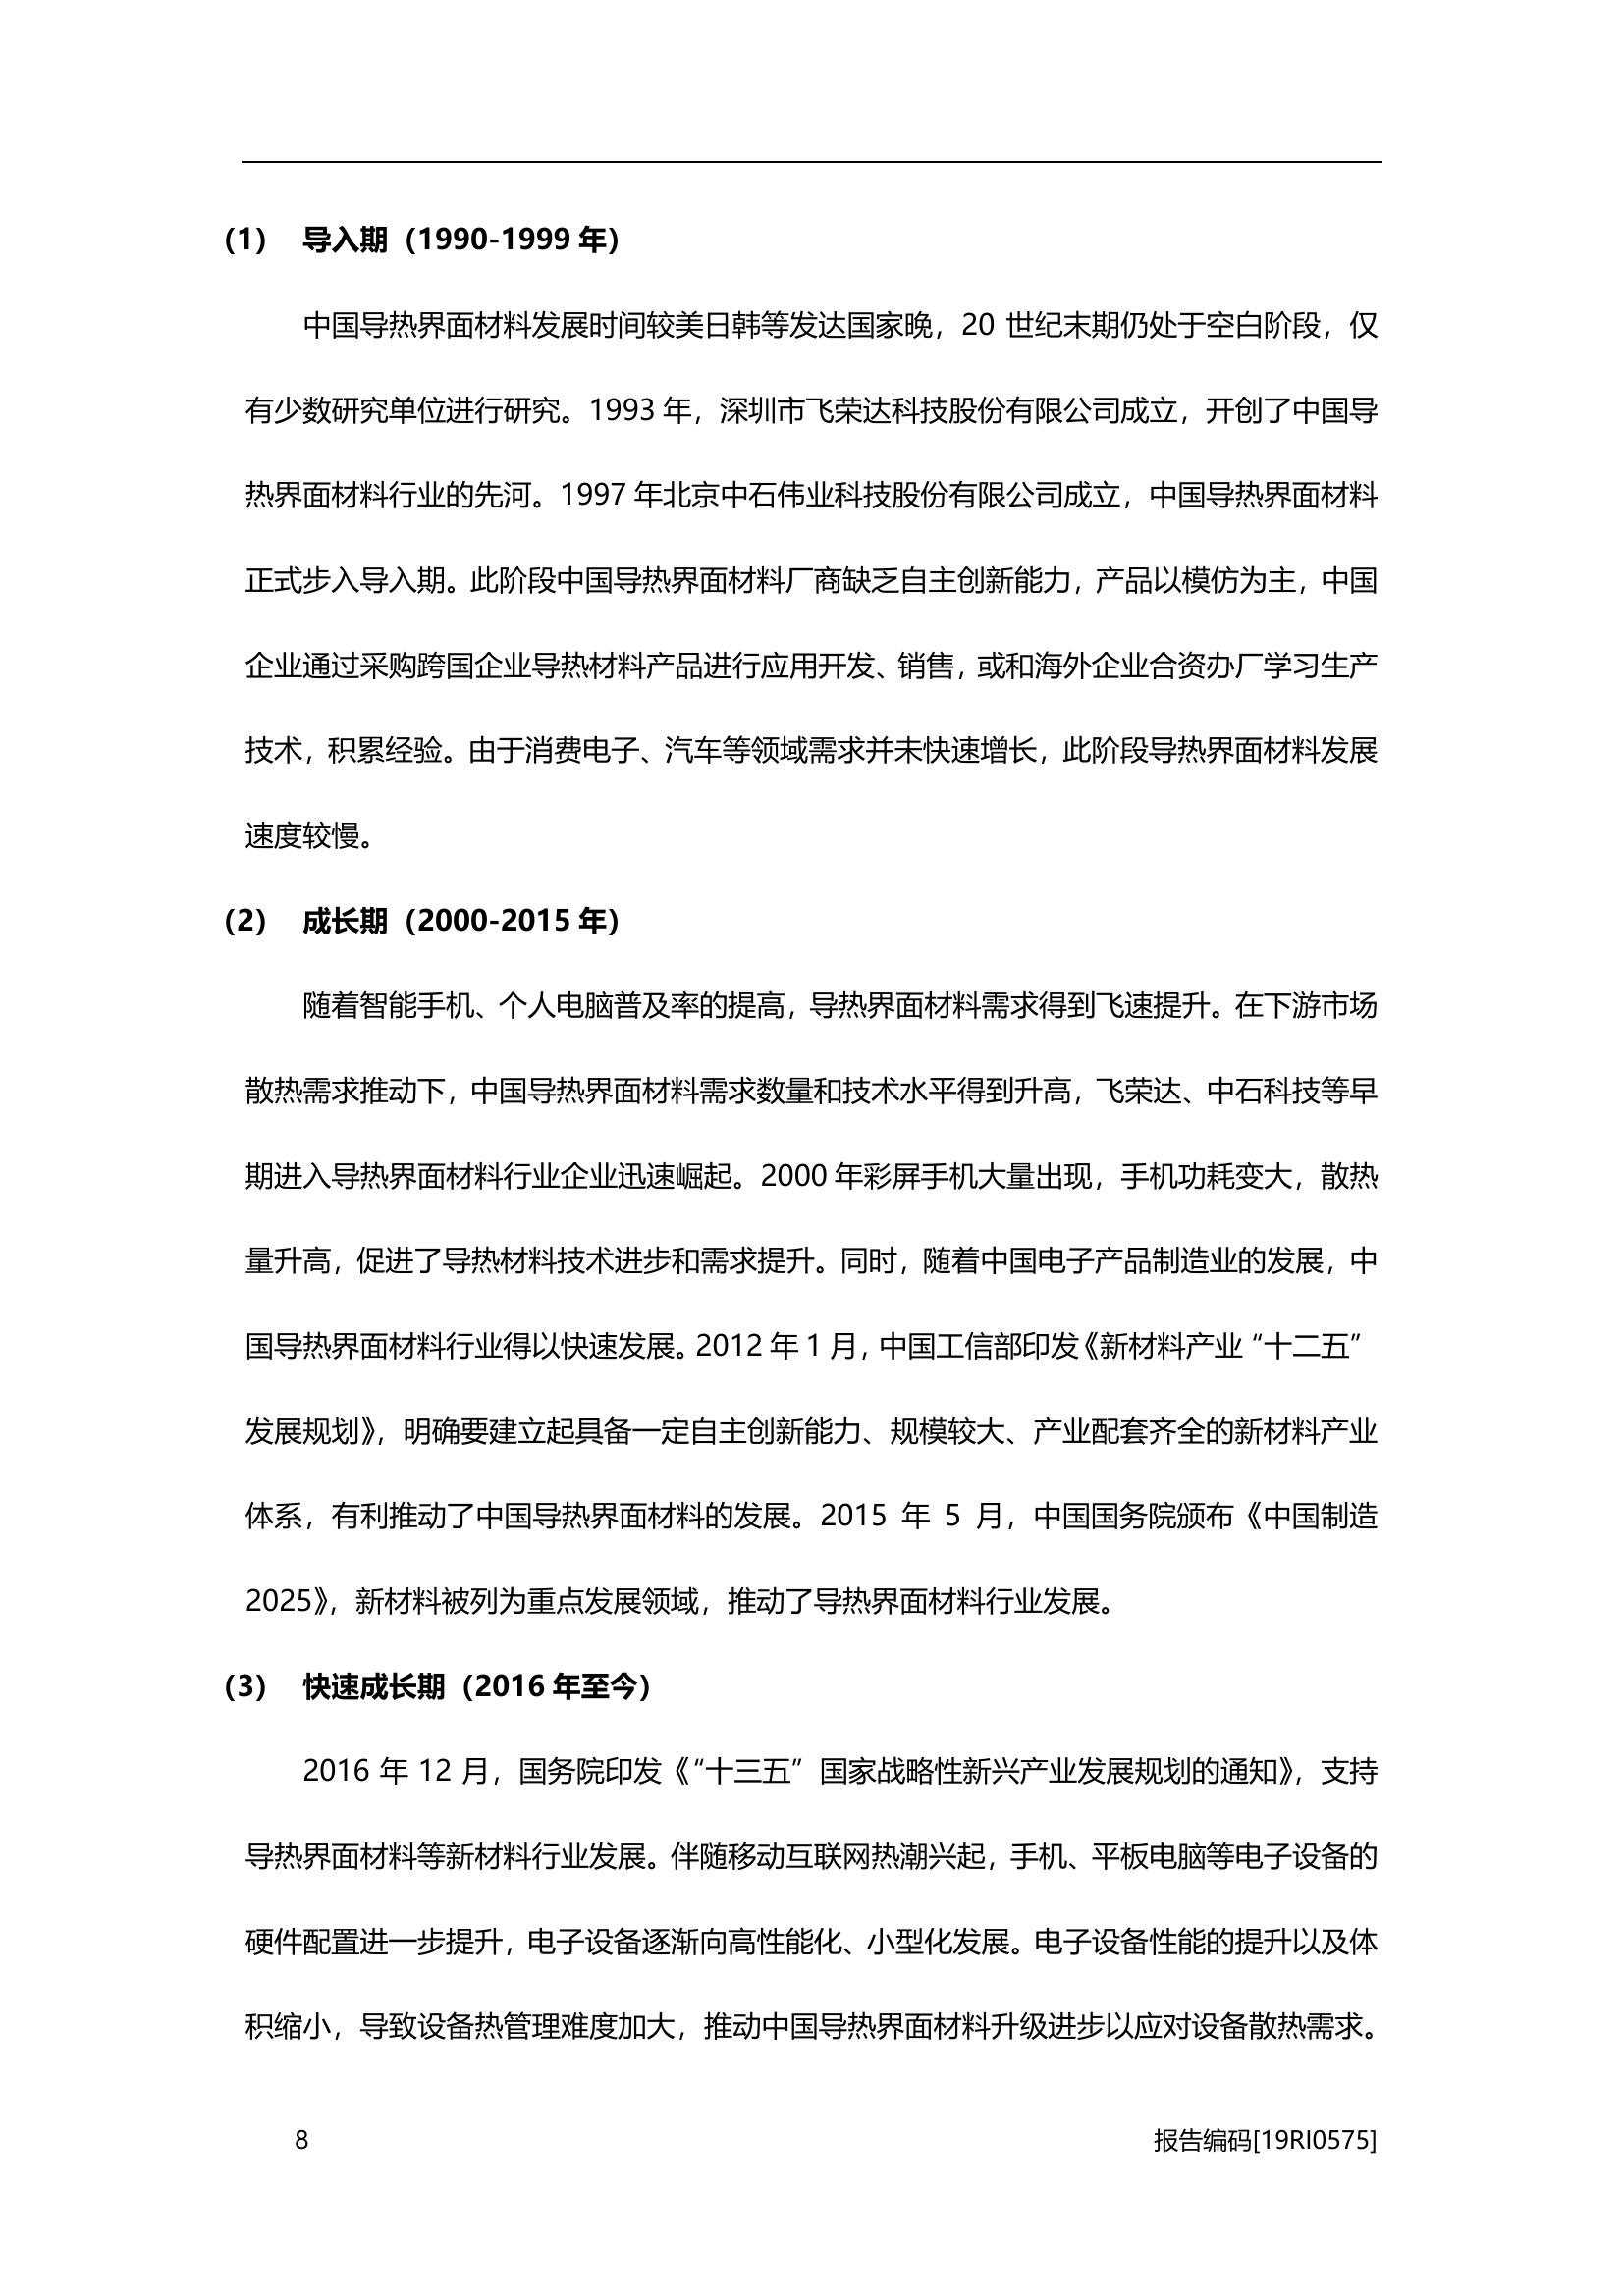 （1） 导入期（1990-1999 年）
中国导热界面材料发展时间较美日韩等发达国家晚，20 世纪末期仍处于空白阶段，仅
有少数研究单位进行研究。1993 年，深圳市飞荣达科技股份有限公司成立，开创了中国导
热界面材料行业的先河。1997 年北京中石伟业科技股份有限公司成立，中国导热界面材料
正式步入导入期。此阶段中国导热界面材料厂商缺乏自主创新能力，产品以模仿为主，中国
企业通过采购跨国企业导热材料产品进行应用开发、销售，或和海外企业合资办厂学习生产
技术，积累经验。由于消费电子、汽车等领域需求并未快速增长，此阶段导热界面材料发展
速度较慢。
（2） 成长期（2000-2015 年）
随着智能手机、个人电脑普及率的提高，导热界面材料需求得到飞速提升。在下游市场
散热需求推动下，中国导热界面材料需求数量和技术水平得到升高，飞荣达、中石科技等早
期进入导热界面材料行业企业迅速崛起。2000 年彩屏手机大量出现，手机功耗变大，散热
量升高，促进了导热材料技术进步和需求提升。同时，随着中国电子产品制造业的发展，中
国导热界面材料行业得以快速发展。2012 年 1 月，中国工信部印发《新材料产业“十二五”
发展规划》，明确要建立起具备一定自主创新能力、规模较大、产业配套齐全的新材料产业
体系，有利推动了中国导热界面材料的发展。2015 年 5 月，中国国务院颁布《中国制造
2025》，新材料被列为重点发展领域，推动了导热界面材料行业发展。
（3） 快速成长期（2016 年至今）
2016 年 12 月，国务院印发《“十三五”国家战略性新兴产业发展规划的通知》，支持
导热界面材料等新材料行业发展。伴随移动互联网热潮兴起，手机、平板电脑等电子设备的
硬件配置进一步提升，电子设备逐渐向高性能化、小型化发展。电子设备性能的提升以及体
积缩小，导致设备热管理难度加大，推动中国导热界面材料升级进步以应对设备散热需求。
8 报告编码[19RI0575]